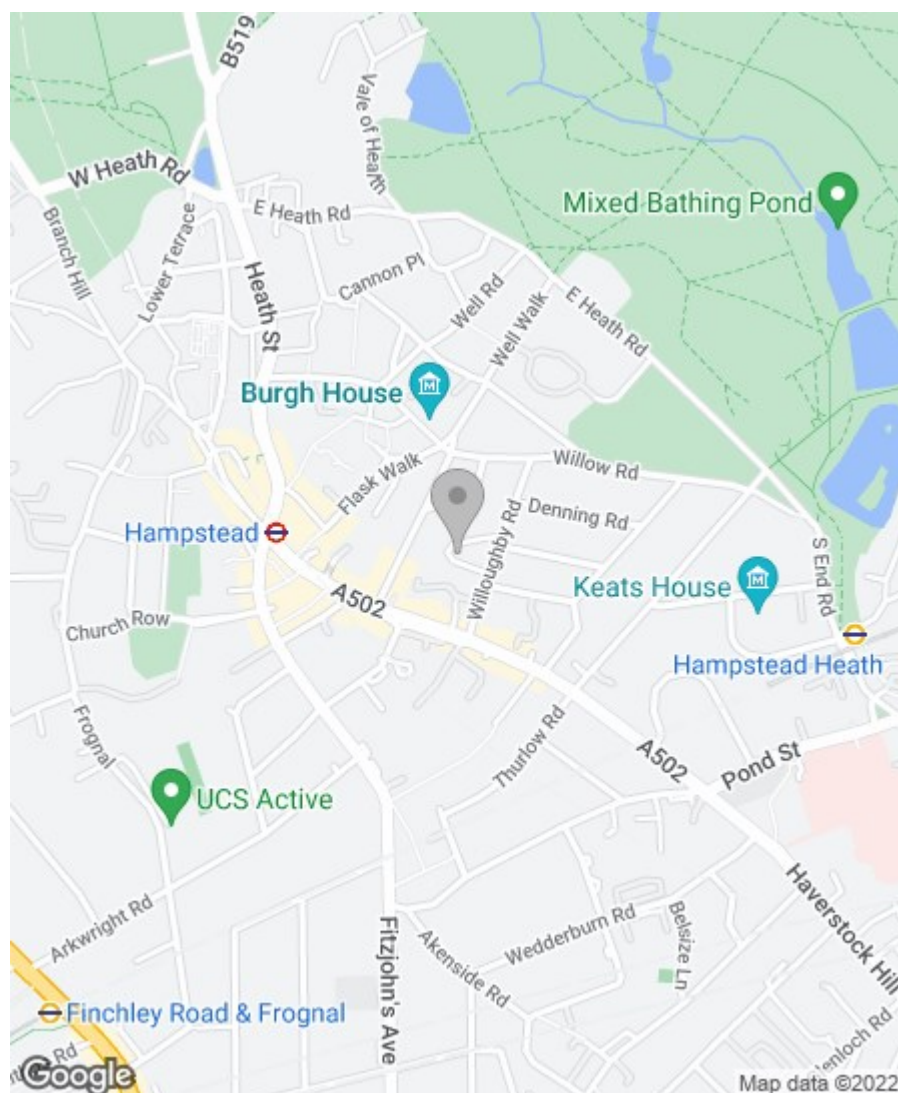 B519
Vale of Health
W Heath Rd
Mixed Bathing Pond
E Heath Rd
Branch Hill
Lower Terrace
Heath St
Cannon Pl
Well Rd
Well Walk
E Heath Rd
Burgh House
Willow Rd
Flask Walk
Denning Rd
Hampstead
Willoughby Rd
S End Rd
Keats House
A502
Church Row
Hampstead Heath
Frognal
Thurlow Rd
A502
Pond St
UCS Active
Haverstock Hill
Arkwright Rd
Fitzjohn's Ave
Belsize Ln
Wedderburn Rd
Akenside Rd
Finchley Road & Frognal
Rd
Google
Map data ©2022